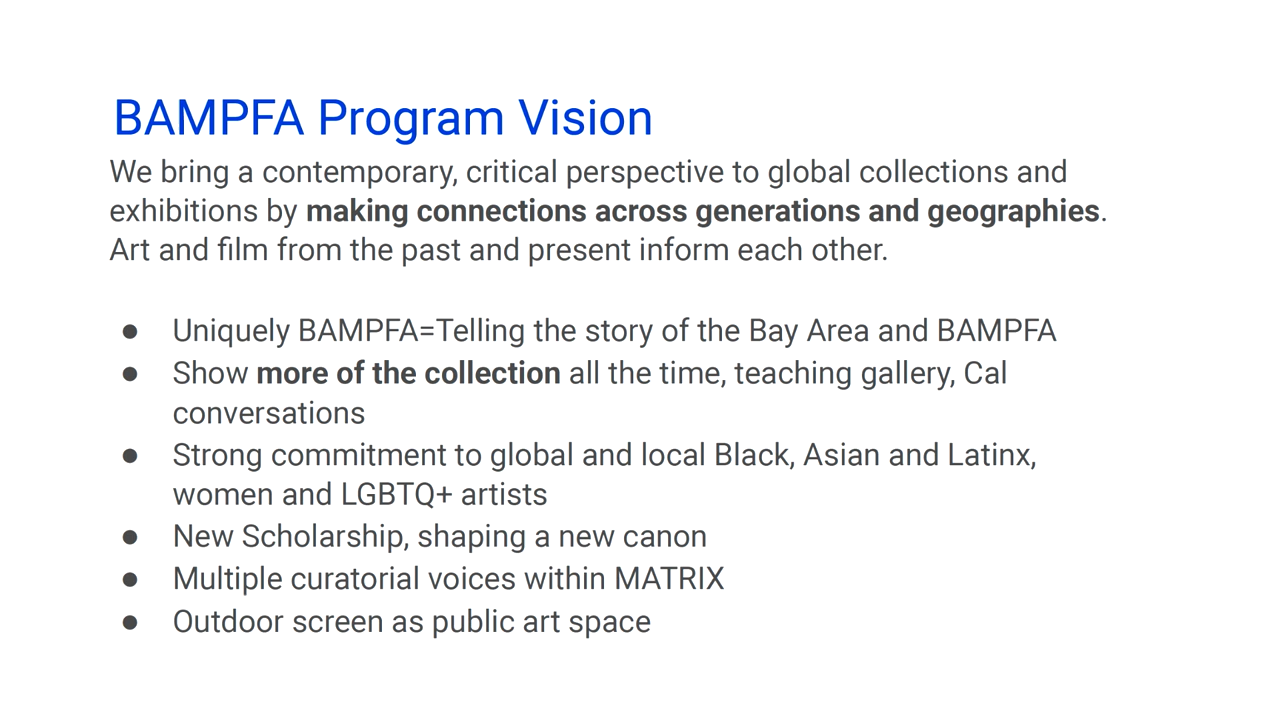 BAMPFA Program Vision
We bring a contemporary, critical perspective to global collections and
exhibitions by making connections across generations and geographies.
Art and film from the past and present inform each other.
● Uniquely BAMPFA=Telling the story of the Bay Area and BAMPFA
● Show more of the collection all the time, teaching gallery, Cal
conversations
● Strong commitment to global and local Black, Asian and Latinx,
women and LGBTQ+ artists
● New Scholarship, shaping a new canon
● Multiple curatorial voices within MATRIX
● Outdoor screen as public art space